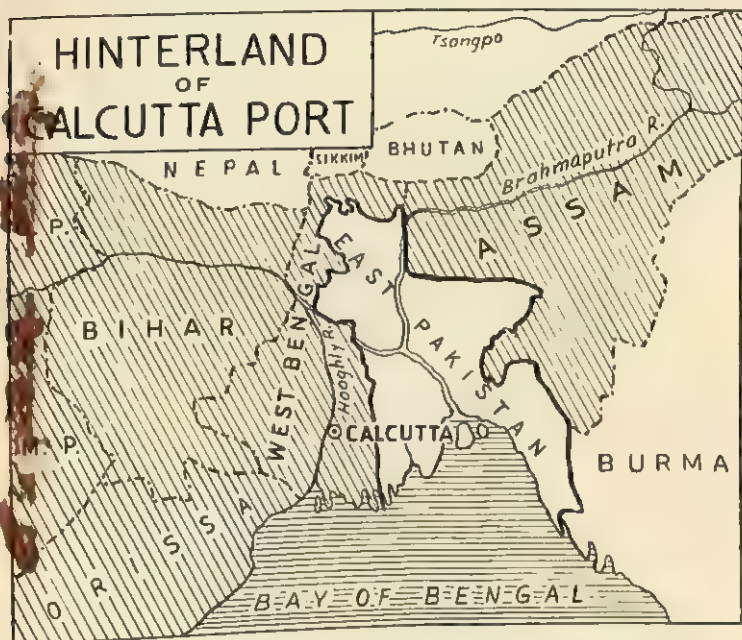 HINTERLAND
OF
CALCUTTA PORT
Tsangpo
NEPAL
SIKKIM
BHUTAN
Brahmaputra R.
ASSAM
P.
EAST PAKISTAN
BIHAR
WEST BENGAL
Hooghly R.
CALCUTTA
M. P.
BURMA
ORISSA
BAY OF BENGAL